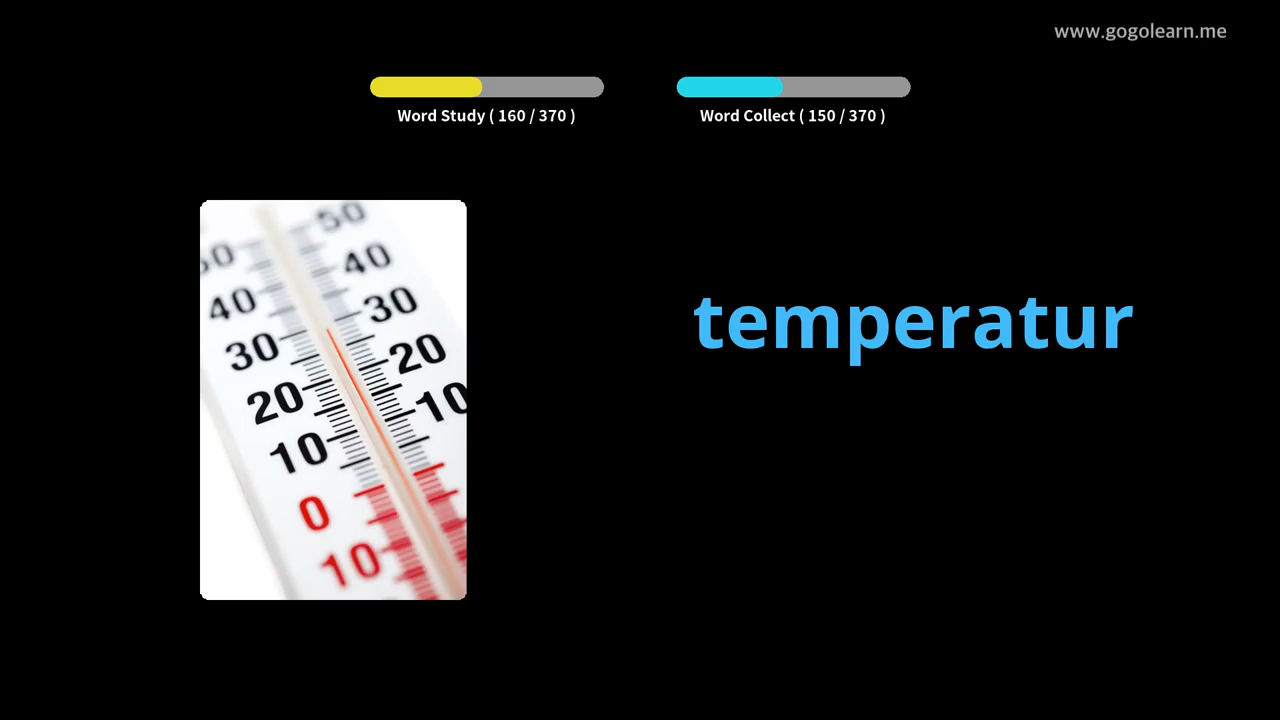 www.gogolearn.me
Word Study ( 160 / 370 )
Word Collect ( 150 / 370 )
temperatur
50
40 40
30 30
20 20
10 10
0
10